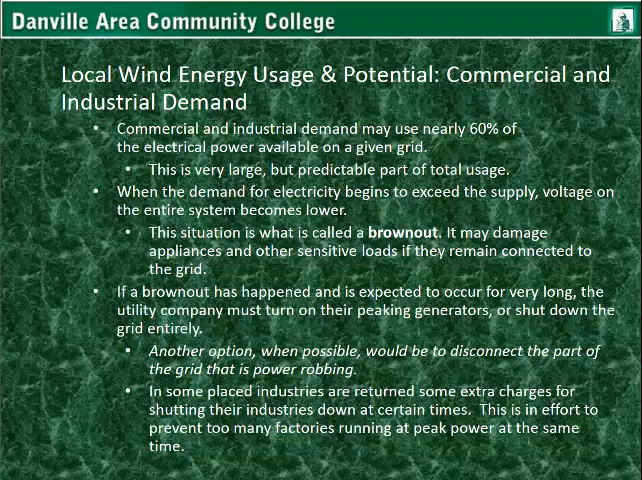 Danville Area Community College
Local Wind Energy Usage & Potential: Commercial and
Industrial Demand
• Commercial and industrial demand may use nearly 60% of
the electrical power available on a given grid.
• This is very large, but predictable part of total usage.
• When the demand for electricity begins to exceed the supply, voltage on
the entire system becomes lower.
• This situation is what is called a brownout. It may damage
appliances and other sensitive loads if they remain connected to
the grid.
• If a brownout has happened and is expected to occur for very long, the
utility company must turn on their peaking generators, or shut down the
grid entirely.
• Another option, when possible, would be to disconnect the part of
the grid that is power robbing.
• In some placed industries are returned some extra charges for
shutting their industries down at certain times.  This is in effort to
prevent too many factories running at peak power at the same
time.